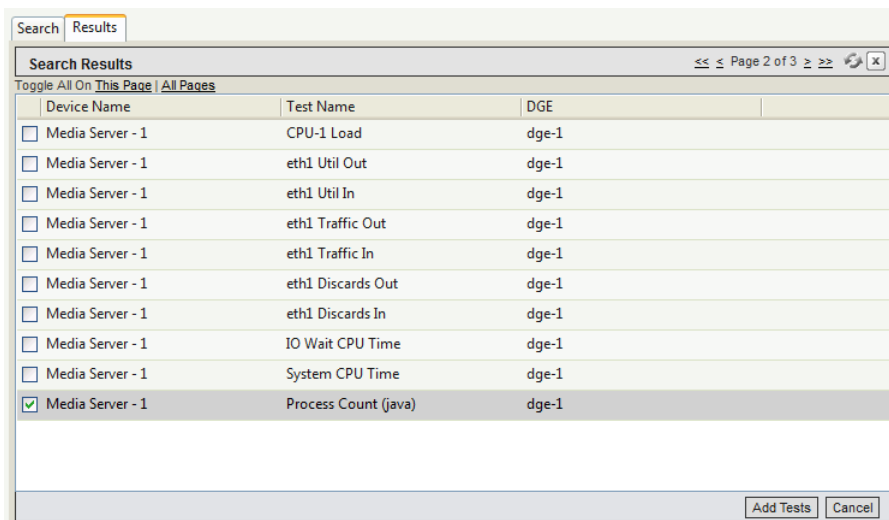 Search Results
Search Results << < Page 2 of 3 > >> x
Toggle All On This Page | All Pages
Device Name Test Name DGE
Media Server - 1 CPU-1 Load dge-1
Media Server - 1 eth1 Util Out dge-1
Media Server - 1 eth1 Util In dge-1
Media Server - 1 eth1 Traffic Out dge-1
Media Server - 1 eth1 Traffic In dge-1
Media Server - 1 eth1 Discards Out dge-1
Media Server - 1 eth1 Discards In dge-1
Media Server - 1 IO Wait CPU Time dge-1
Media Server - 1 System CPU Time dge-1
Media Server - 1 Process Count (java) dge-1
Add Tests Cancel